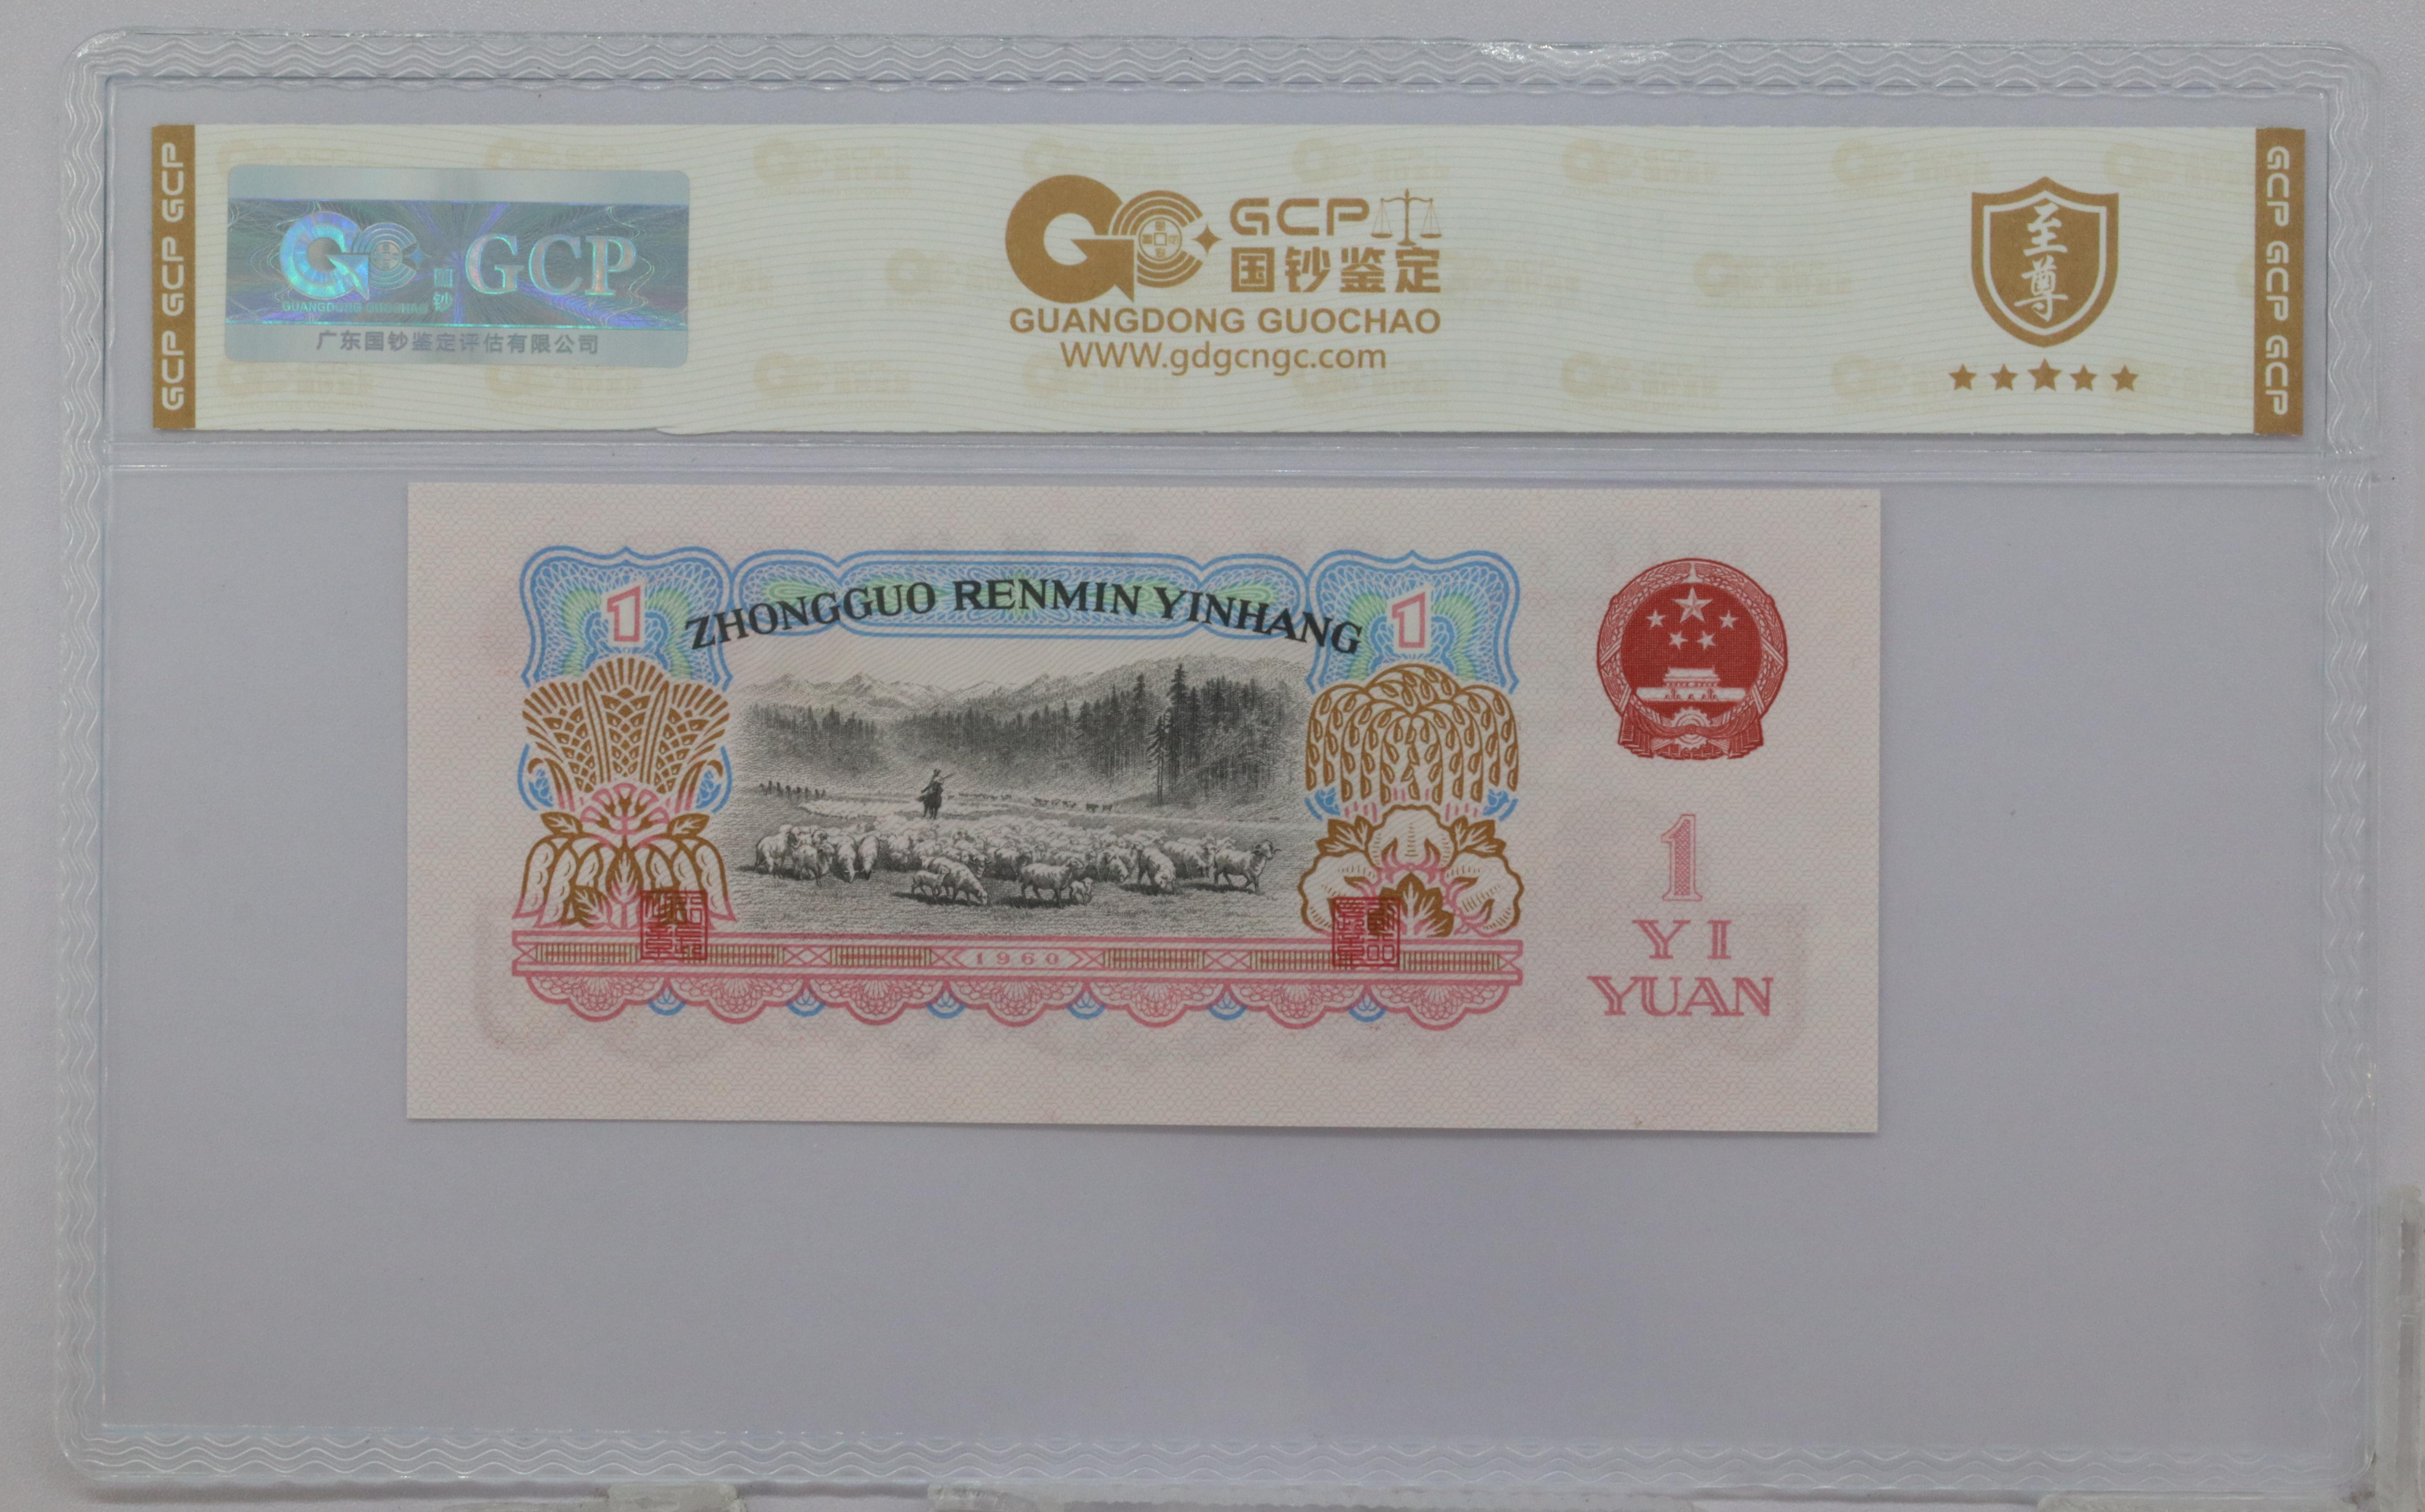 GCP GCP GCP
GUANGDONG GUOCHAO
国钞
GCP
广东国钞鉴定评估有限公司
GCP
国钞鉴定
GUANGDONG GUOCHAO
WWW.gdgcngc.com
至尊
GCP GCP GCP
ZHONGGUO RENMIN YINHANG
1
1
1960
1
YI
YUAN